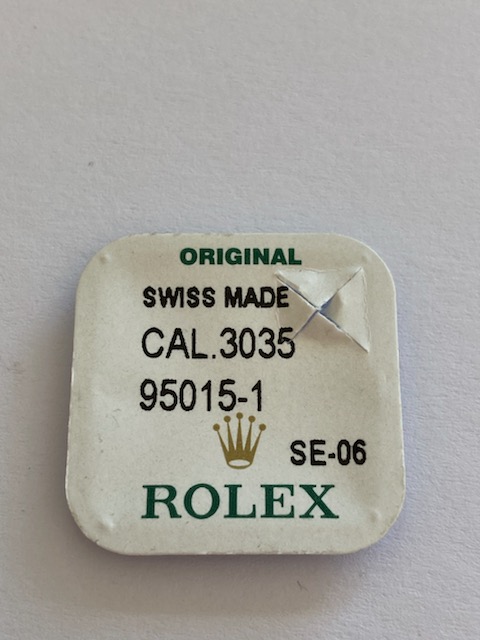 ORIGINAL
SWISS MADE
CAL.3035
95015-1
SE-06
ROLEX